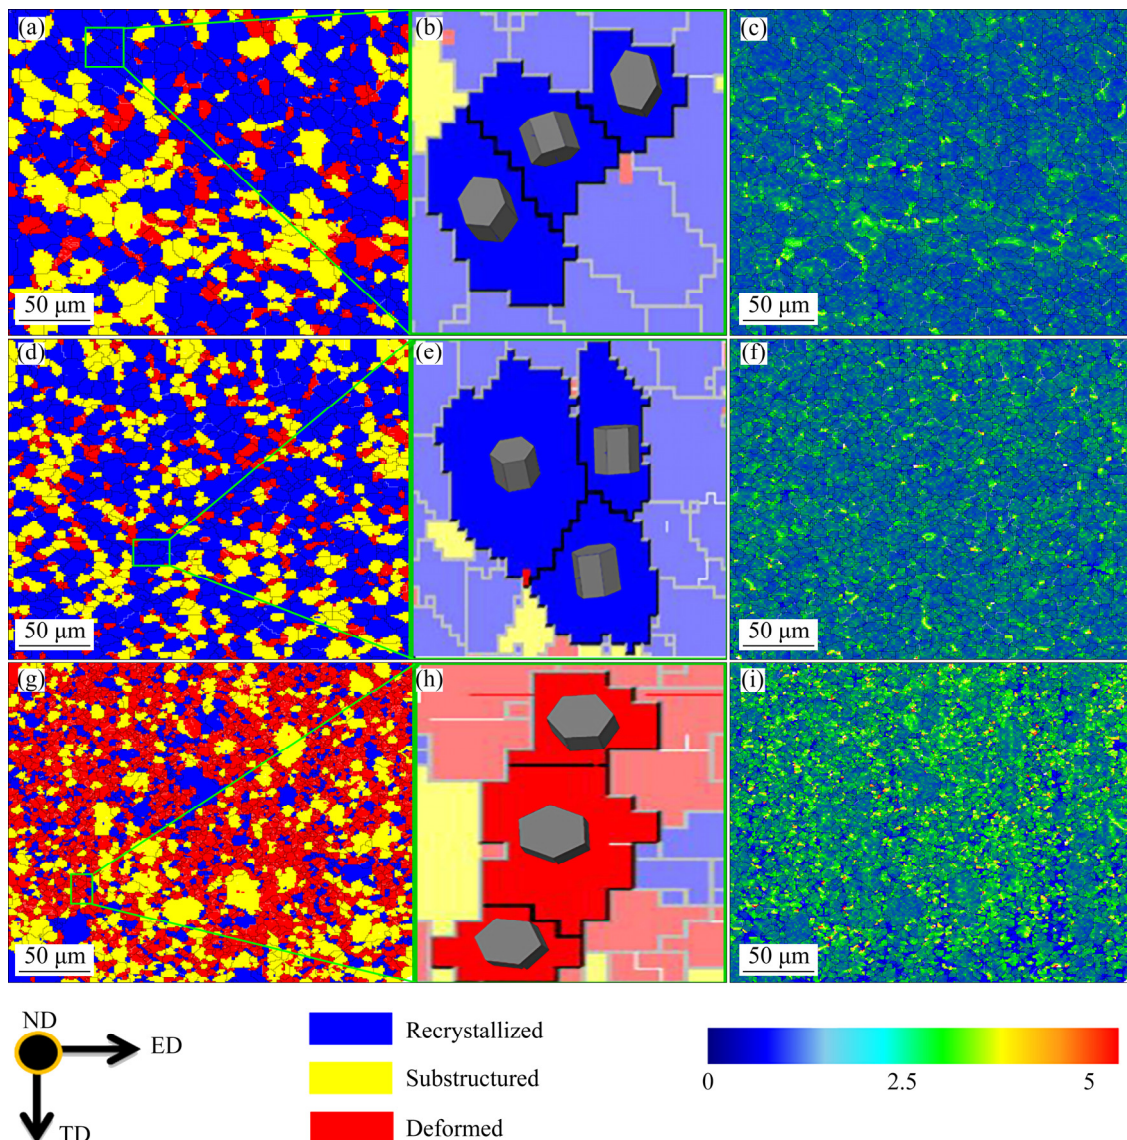 (a)
(b)
(c)
50 μm
50 μm
(d)
(e)
(f)
50 μm
50 μm
(g)
(h)
(i)
50 μm
50 μm
ND
ED
TD
Recrystallized
Substructured
Deformed
0
2.5
5